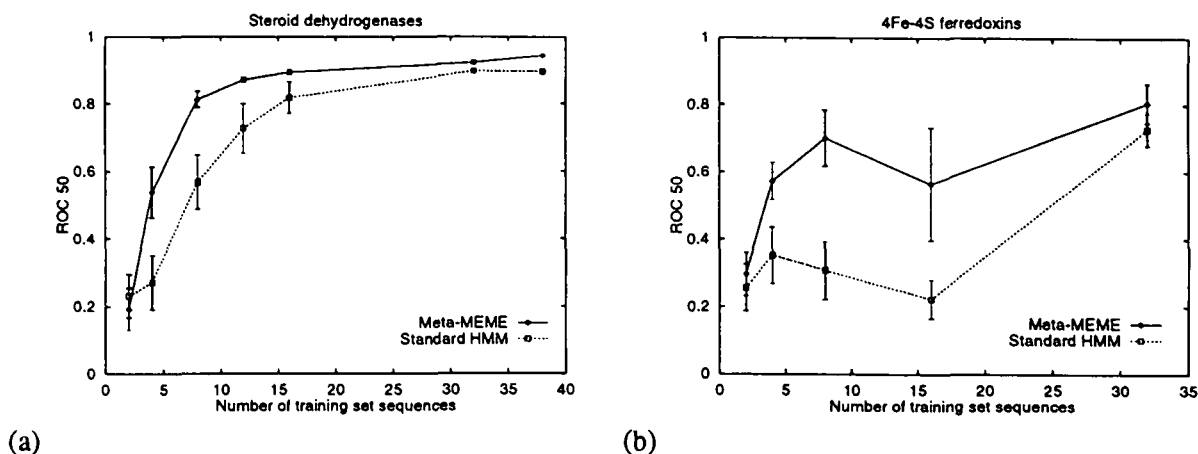 Steroid dehydrogenases
1
0.8
0.6
0.4
0.2
0
ROC 50
0 5 10 15 20 25 30 35 40
Number of training set sequences
Meta-MEME
Standard HMM
(a)
4Fe-4S ferredoxins
1
0.8
0.6
0.4
0.2
0
ROC 50
0 5 10 15 20 25 30 35
Number of training set sequences
Meta-MEME
Standard HMM
(b)